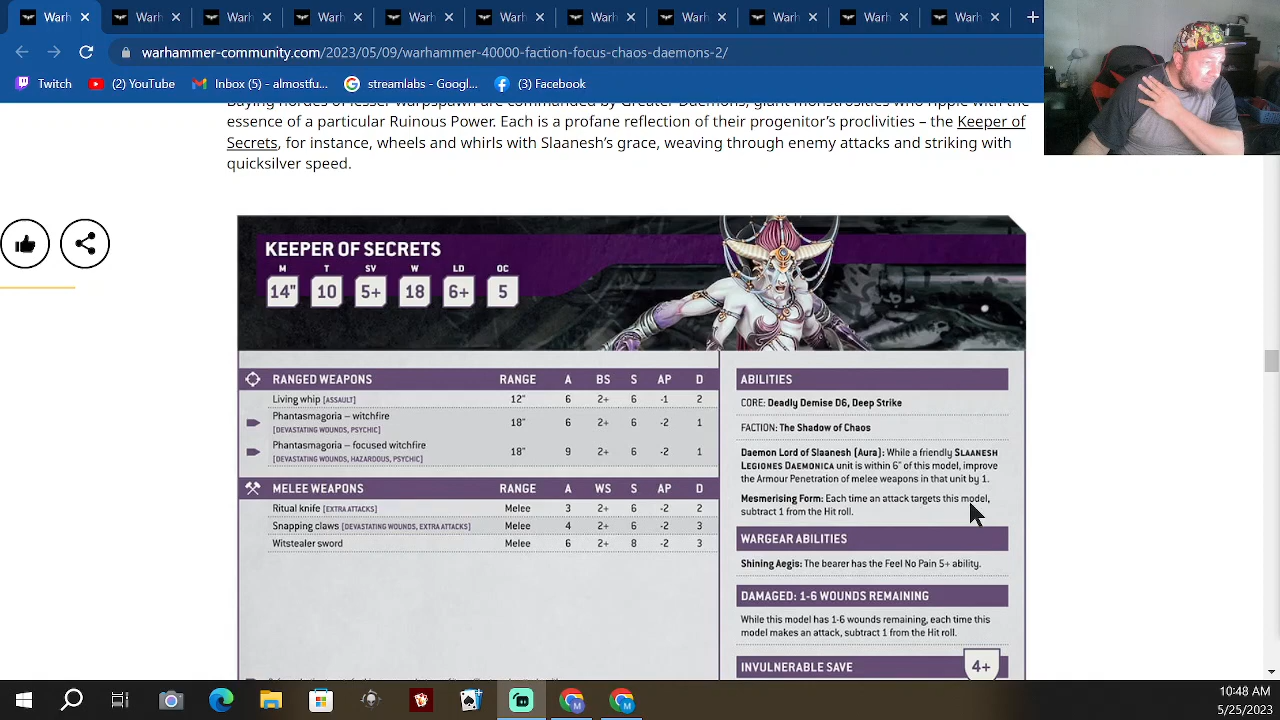 Warh Warh Warh Warh Warh Warh Warh Warh Warh Warh Warh
warhammer-community.com/2023/05/09/warhammer-40000-faction-focus-chaos-daemons-2/
Twitch (2) YouTube Inbox (5) - almostfu... streamlabs - Googl... (3) Facebook
essence of a particular Ruinous Power. Each is a profane reflection of their progenitor's proclivities – the Keeper of
Secrets, for instance, wheels and whirls with Slaanesh's grace, weaving through enemy attacks and striking with
quicksilver speed.
KEEPER OF SECRETS
M T SV W LD OC
14" 10 5+ 18 6+ 5
RANGED WEAPONS RANGE A BS S AP D
Living whip [ASSAULT] 12" 6 2+ 6 -1 2
Phantasmagoria – witchfire
[DEVASTATING WOUNDS, PSYCHIC] 18" 6 2+ 6 -2 1
Phantasmagoria – focused witchfire
[DEVASTATING WOUNDS, HAZARDOUS, PSYCHIC] 18" 9 2+ 6 -2 1
MELEE WEAPONS RANGE A WS S AP D
Ritual knife [EXTRA ATTACKS] Melee 3 2+ 6 -2 2
Snapping claws [DEVASTATING WOUNDS, EXTRA ATTACKS] Melee 4 2+ 6 -2 3
Witstealer sword Melee 6 2+ 8 -2 3
ABILITIES
CORE: Deadly Demise D6, Deep Strike
FACTION: The Shadow of Chaos
Daemon Lord of Slaanesh (Aura): While a friendly SLAANESH
LEGIONES DAEMONICA unit is within 6" of this model, improve
the Armour Penetration of melee weapons in that unit by 1.
Mesmerising Form: Each time an attack targets this model,
subtract 1 from the Hit roll.
WARGEAR ABILITIES
Shining Aegis: The bearer has the Feel No Pain 5+ ability.
DAMAGED: 1-6 WOUNDS REMAINING
While this model has 1-6 wounds remaining, each time this
model makes an attack, subtract 1 from the Hit roll.
INVULNERABLE SAVE 4+
10:48 AM
5/25/2023